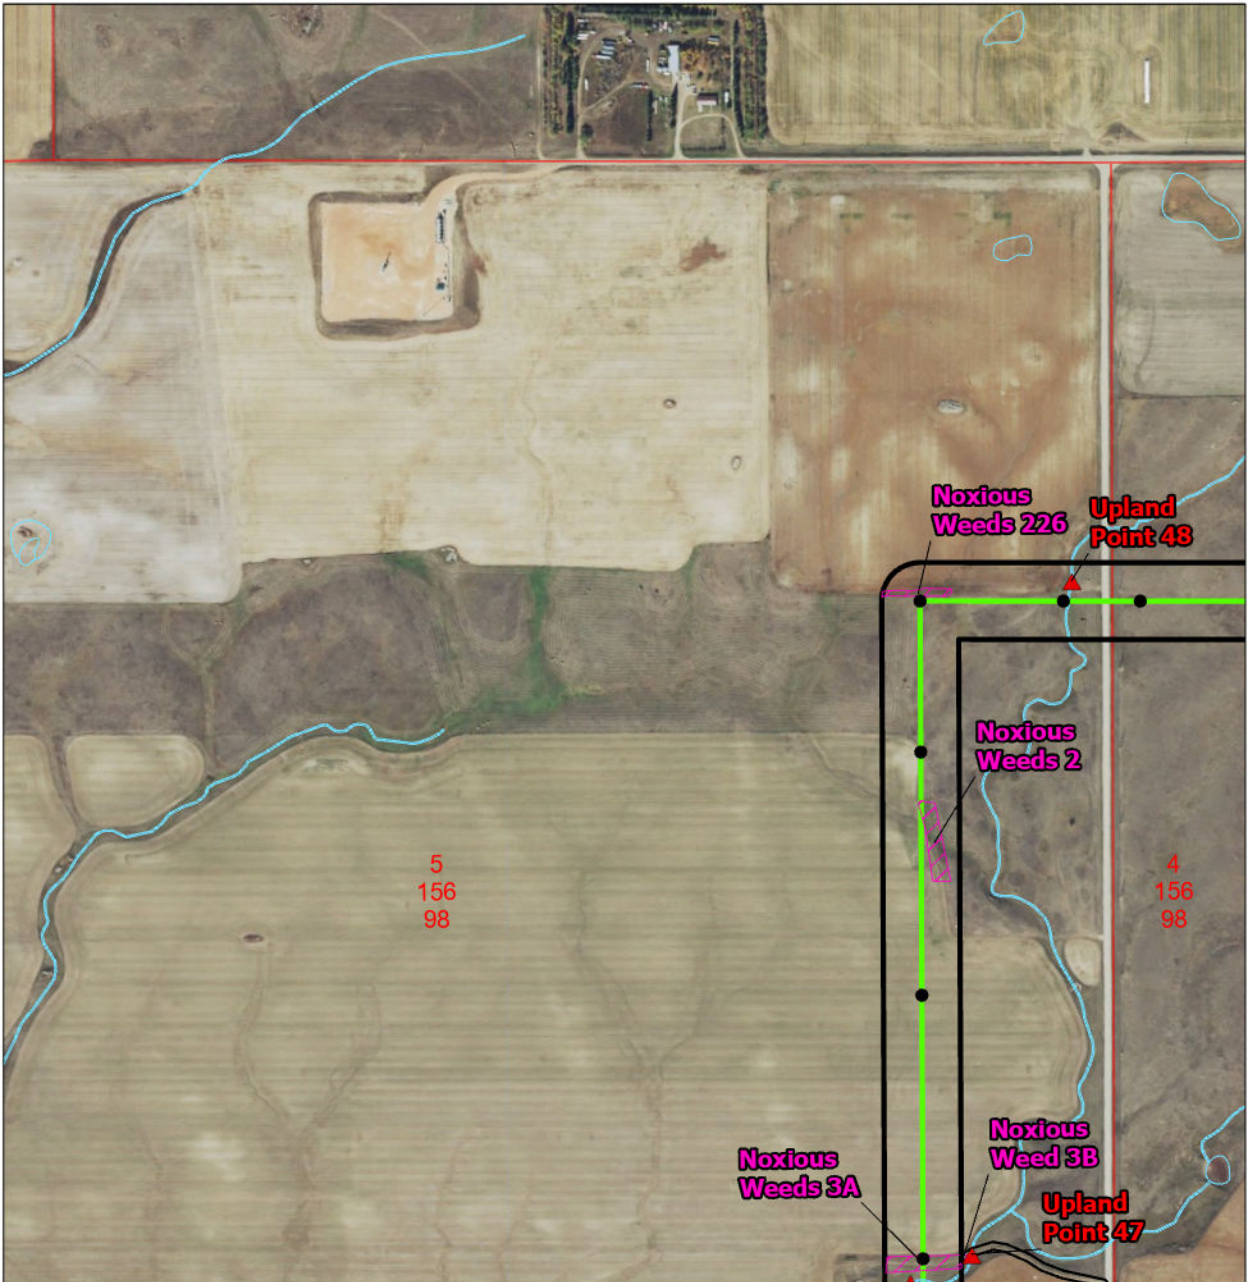 Noxious
Weeds 226
Upland
Point 48
Noxious
Weeds 2
5
156
98
4
156
98
Noxious
Weed 3B
Noxious
Weeds 3A
Upland
Point 47